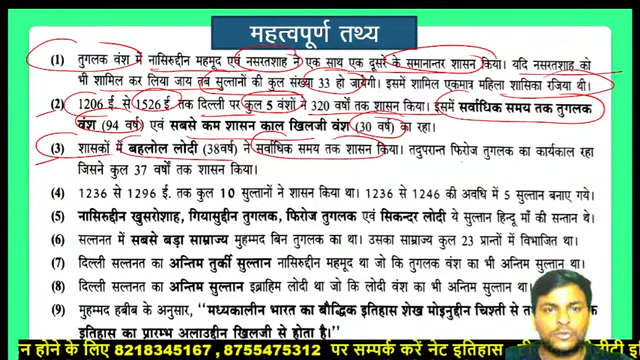 महत्वपूर्ण तथ्य
(1) तुगलक वंश में नासिरुद्दीन महमूद एवं नसरतशाह ने एक साथ एक दूसरे के समानान्तर शासन किया। यदि नसरतशाह को
भी शामिल कर लिया जाय तब सुल्तानों की कुल संख्या 33 हो जावेगी। इसमें शामिल एकमात्र महिला शासिका रजिया थी।
(2) 1206 ई. से 1526 ई. तक दिल्ली पर कुल 5 वंशों ने 320 वर्षो तक शासन किया। इसमें सर्वाधिक समय तक तुगलक
वंश (94 वर्ष) एवं सबसे कम शासन काल खिलजी वंश (30 वर्ष) का रहा।
(3) शासकों में बहलोल लोदी (38वर्ष) ने सर्वाधिक समय तक शासन किया। तदुपरान्त फिरोज तुगलक का कार्यकाल रहा
जिसने कुल 37 वर्षों तक शासन किया।
(4) 1236 से 1296 ई. तक कुल 10 सुल्तानों ने शासन किया था। 1236 से 1246 की अवधि में 5 सुल्तान बनाए गये।
(5) नासिरुद्दीन खुसरोशाह, गियासुद्दीन तुगलक, फिरोज तुगलक एवं सिकन्दर लोदी ये सुल्तान हिन्दू माँ की सन्तान थे।
(6) सल्तनत में सबसे बड़ा साम्राज्य मुहम्मद बिन तुगलक का था। उसका साम्राज्य कुल 23 प्रान्तों में विभाजित था।
(7) दिल्ली सल्तनत का अन्तिम तुर्की सुल्तान नासिरुद्दीन महमूद था जो कि तुगलक वंश का भी अन्तिम सुल्तान था।
(8) दिल्ली सल्तनत का अन्तिम सुल्तान इब्राहिम लोदी था जो कि लोदी वंश का भी अन्तिम सुल्तान था।
(9) मुहम्मद हबीब के अनुसार, "मध्यकालीन भारत का बौद्धिक इतिहास शेख मोइनुद्दीन चिश्ती से
इतिहास का प्रारम्भ अलाउद्दीन खिलजी से होता है।"
न होने के लिए 8218345167, 8755475312 पर सम्पर्क करें नेट इतिहास